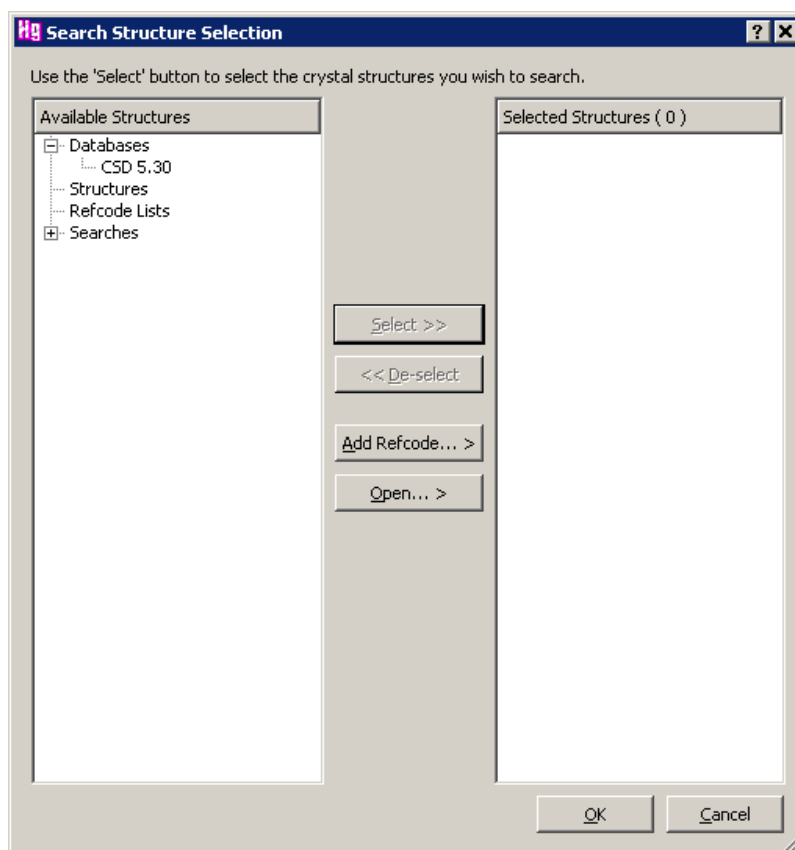 Hg Search Structure Selection
Use the 'Select' button to select the crystal structures you wish to search.
Available Structures
Databases
CSD 5.30
Structures
Refcode Lists
Searches
Select >>
<< De-select
Add Refcode... >
Open... >
Selected Structures ( 0 )
OK
Cancel